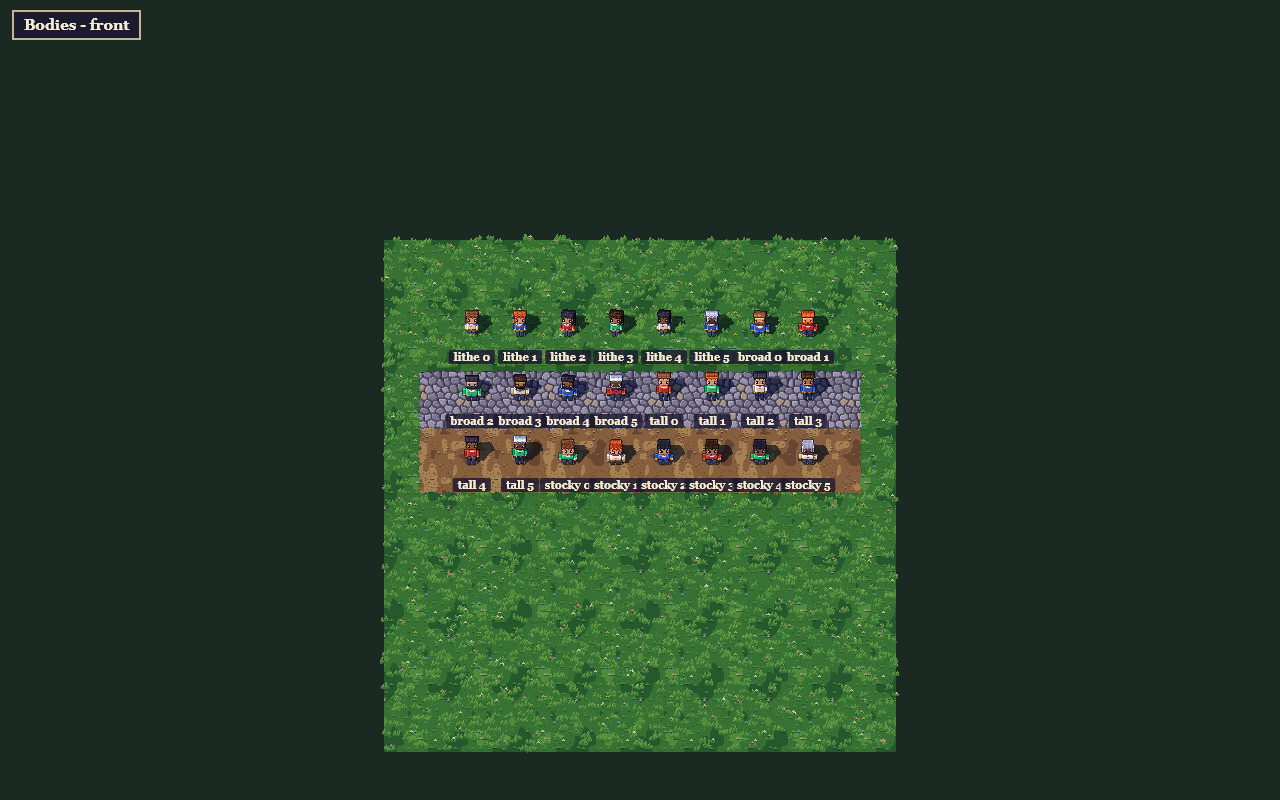 Bodies - front
lithe 0 lithe 1 lithe 2 lithe 3 lithe 4 lithe 5 broad 0 broad 1
broad 2 broad 3 broad 4 broad 5 tall 0 tall 1 tall 2 tall 3
tall 4 tall 5 stocky 0 stocky 1 stocky 2 stocky 3 stocky 4 stocky 5